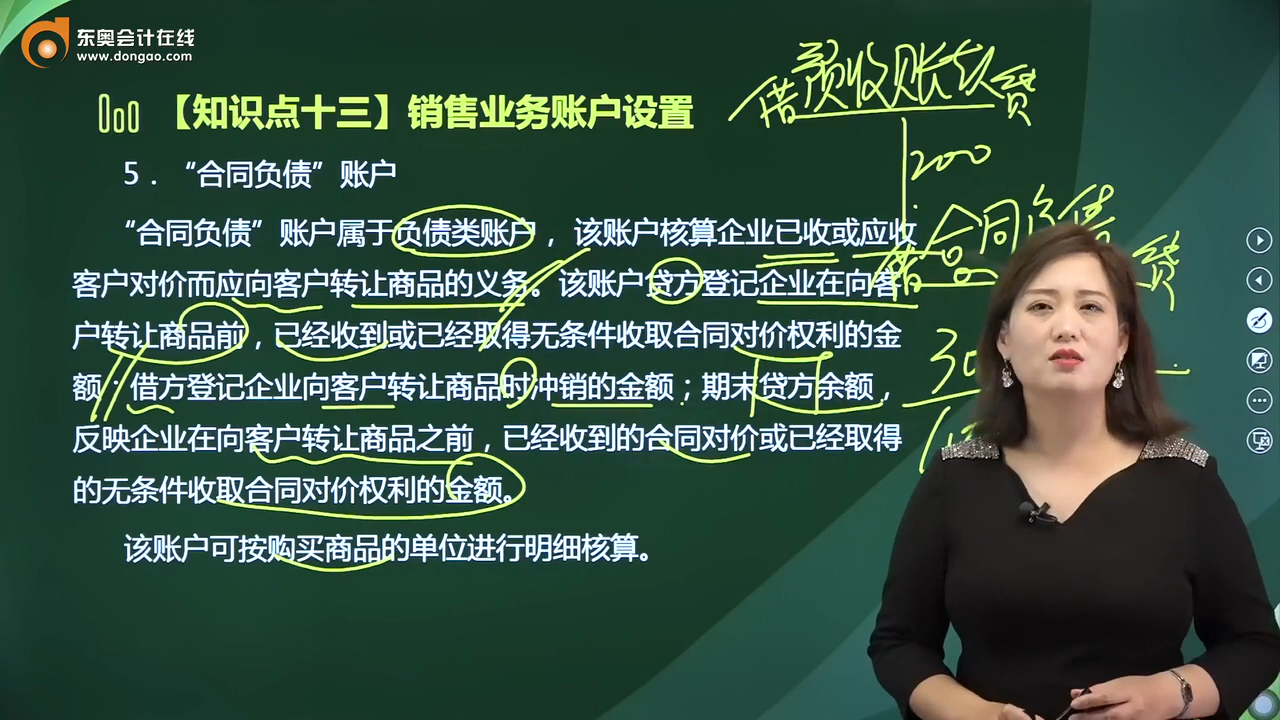 东奥会计在线
www.dongao.com
【知识点十三】销售业务账户设置
5．“合同负债”账户
“合同负债”账户属于负债类账户，该账户核算企业已收或应收
客户对价而应向客户转让商品的义务。该账户贷方登记企业在向客
户转让商品前，已经收到或已经取得无条件收取合同对价权利的金
额；借方登记企业向客户转让商品时冲销的金额；期末贷方余额，
反映企业在向客户转让商品之前，已经收到的合同对价或已经取得
的无条件收取合同对价权利的金额。
该账户可按购买商品的单位进行明细核算。
借 预收账款 贷
200
合同负债
借 贷